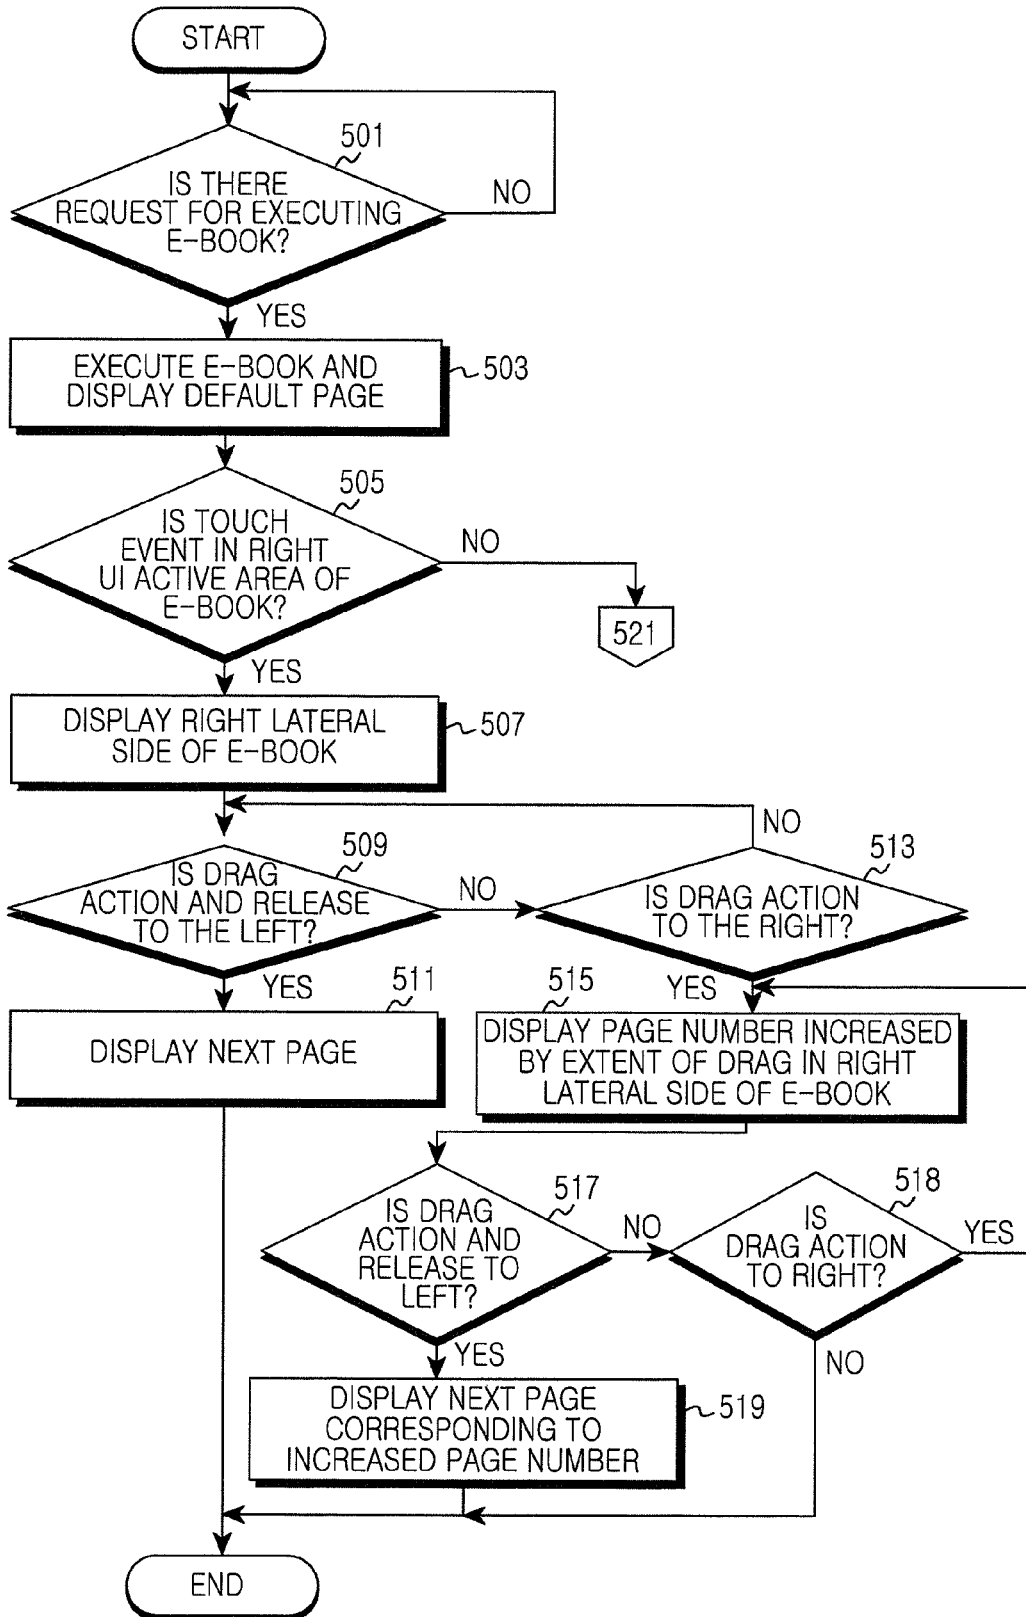 START
501
IS THERE
REQUEST FOR EXECUTING
E-BOOK?
NO
YES
EXECUTE E-BOOK AND
DISPLAY DEFAULT PAGE
503
505
IS TOUCH
EVENT IN RIGHT
UI ACTIVE AREA OF
E-BOOK?
NO
521
YES
DISPLAY RIGHT LATERAL
SIDE OF E-BOOK
507
NO
509
IS DRAG
ACTION AND RELEASE
TO THE LEFT?
NO
513
IS DRAG ACTION
TO THE RIGHT?
YES
511
DISPLAY NEXT PAGE
YES
515
DISPLAY PAGE NUMBER INCREASED
BY EXTENT OF DRAG IN RIGHT
LATERAL SIDE OF E-BOOK
517
IS DRAG
ACTION AND
RELEASE TO
LEFT?
NO
518
IS
DRAG ACTION
TO RIGHT?
YES
YES
NO
DISPLAY NEXT PAGE
CORRESPONDING TO
INCREASED PAGE NUMBER
519
END